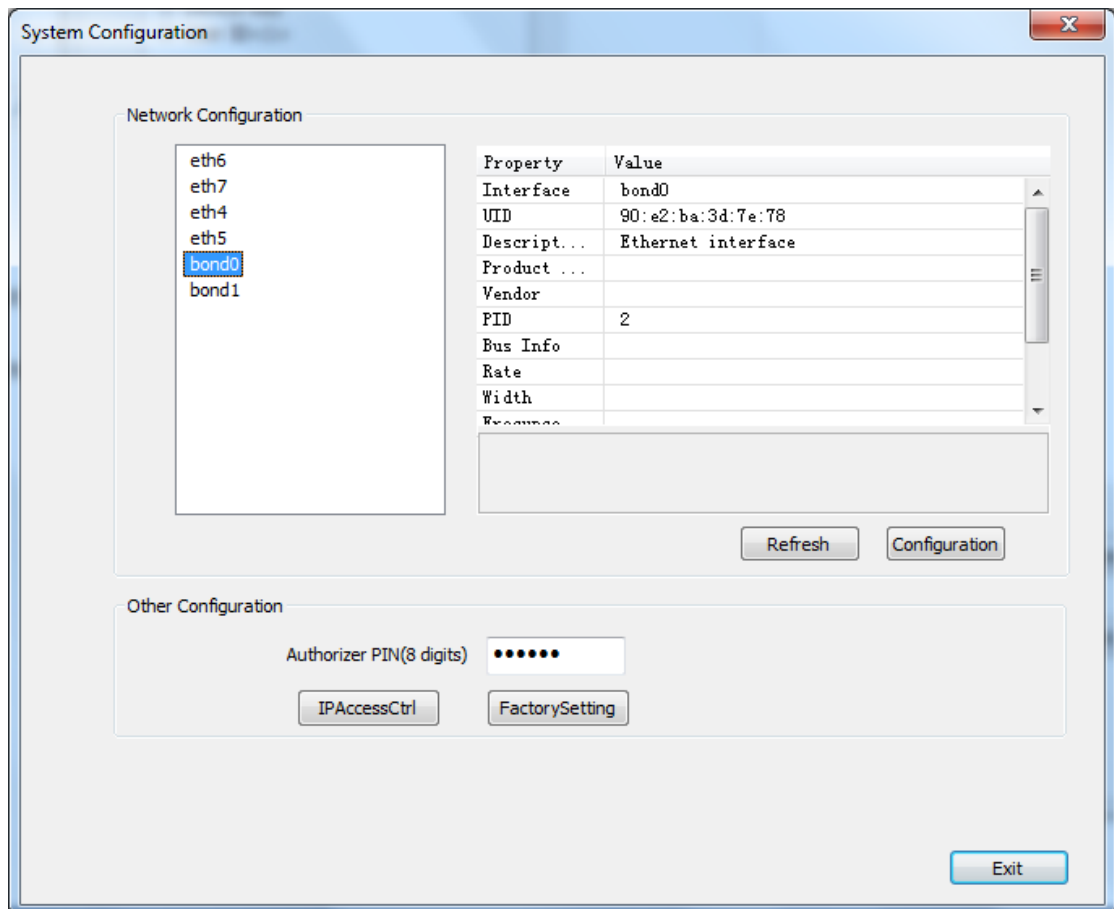 System Configuration
Network Configuration
eth6
eth7
eth4
eth5
bond0
bond1
Property Value
Interface bond0
UID 90:e2:ba:3d:7e:78
Descript... Ethernet interface
Product ...
Vendor
PID 2
Bus Info
Rate
Width
Refresh Configuration
Other Configuration
Authorizer PIN(8 digits) ●●●●●●
IPAccessCtrl FactorySetting
Exit